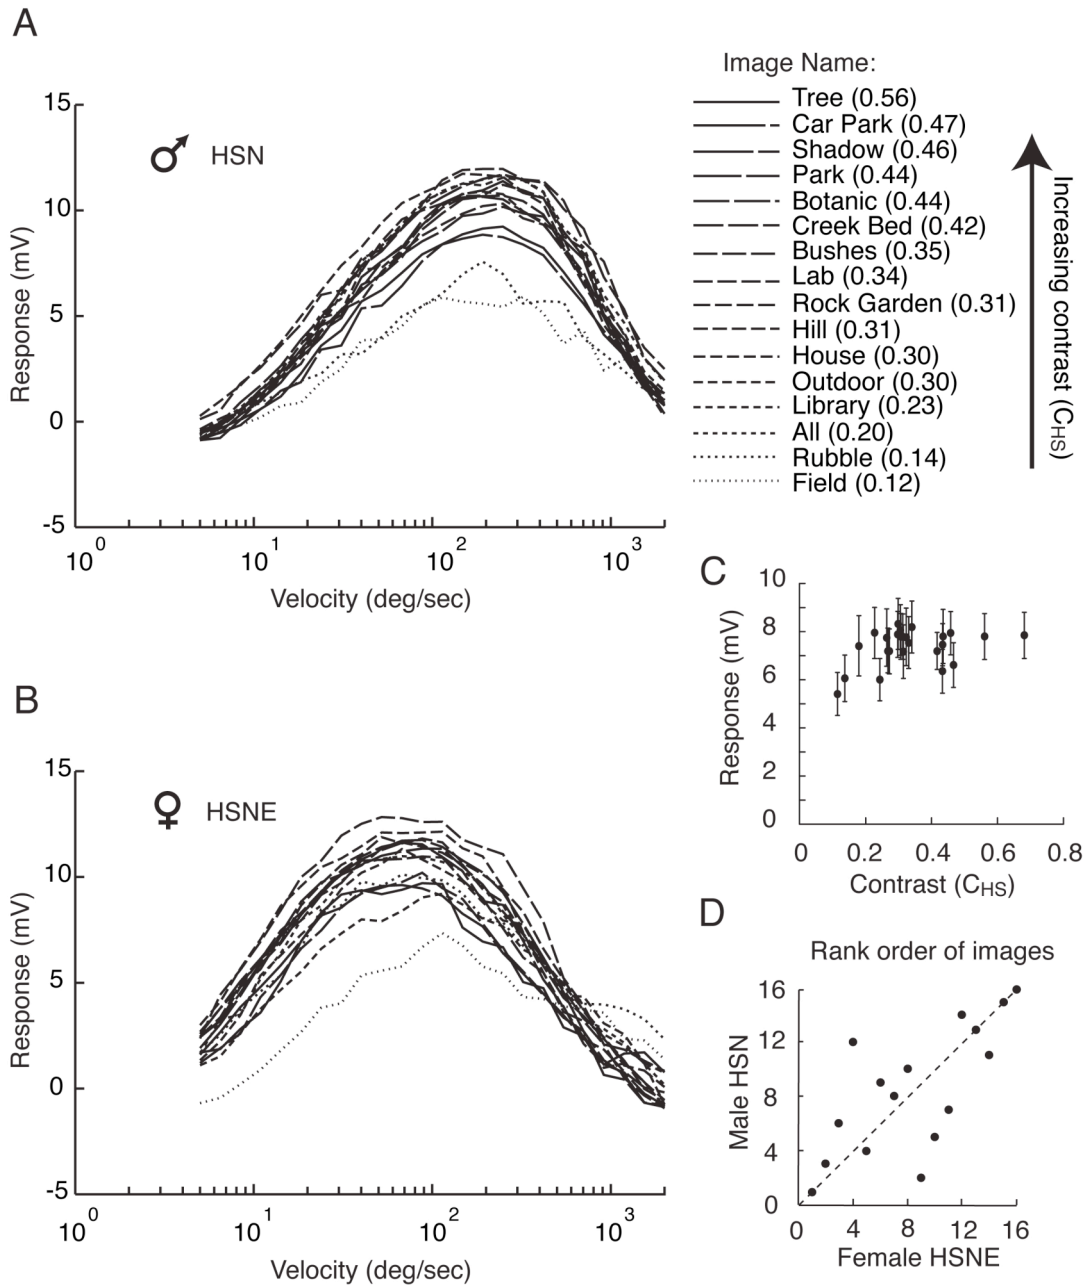 A
15
10
5
0
-5
Response (mV)
♂ HSN
10^0
10^1
10^2
10^3
Velocity (deg/sec)
Image Name:
Tree (0.56)
Car Park (0.47)
Shadow (0.46)
Park (0.44)
Botanic (0.44)
Creek Bed (0.42)
Bushes (0.35)
Lab (0.34)
Rock Garden (0.31)
Hill (0.31)
House (0.30)
Outdoor (0.30)
Library (0.23)
All (0.20)
Rubble (0.14)
Field (0.12)
Increasing contrast (C_HS)
B
15
10
5
0
-5
Response (mV)
♀ HSNE
10^0
10^1
10^2
10^3
Velocity (deg/sec)
C
10
8
6
4
2
0
Response (mV)
0 0.2 0.4 0.6 0.8
Contrast (C_HS)
D
Rank order of images
16
12
8
4
0
Male HSN
0 4 8 12 16
Female HSNE